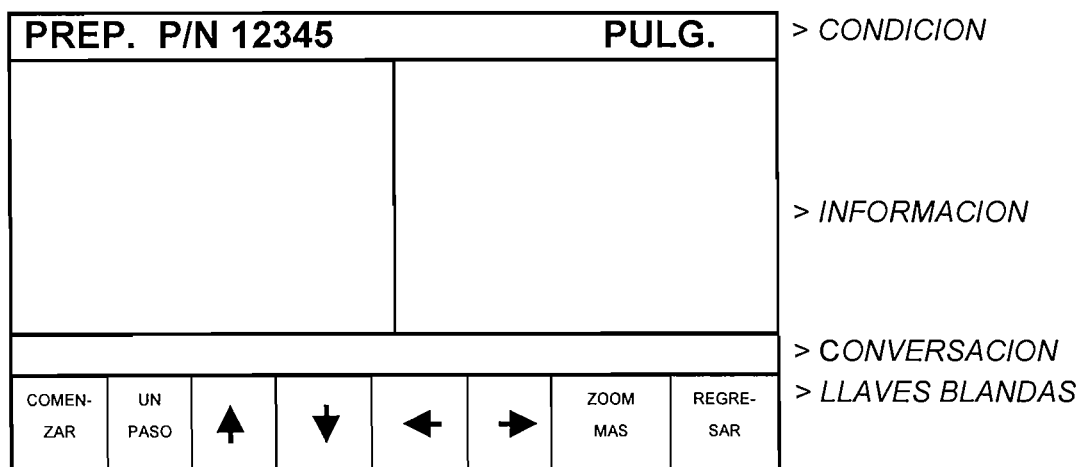 PREP. P/N 12345 PULG. > CONDICION
> INFORMACION
> CONVERSACION
> LLAVES BLANDAS
COMEN- UN ZOOM REGRE-
ZAR PASO MAS SAR